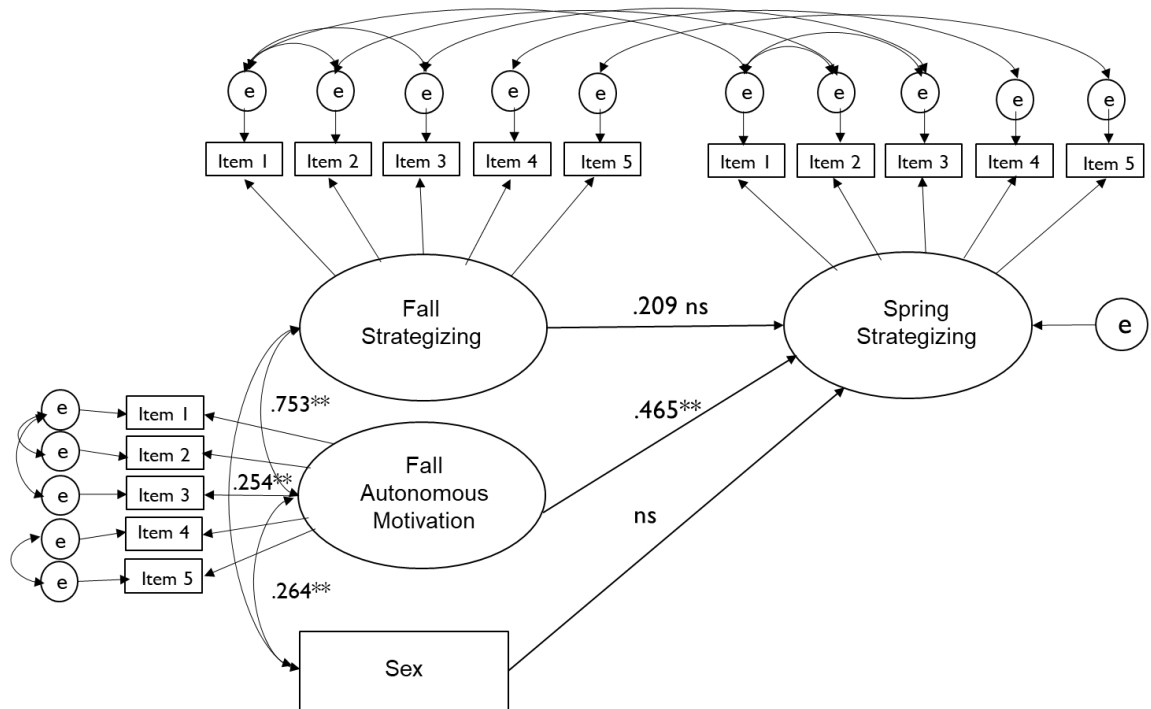 e e e e e e e e e e
Item 1 Item 2 Item 3 Item 4 Item 5 Item 1 Item 2 Item 3 Item 4 Item 5
Fall
Strategizing
.209 ns
Spring
Strategizing
e
.753**
.465**
e Item 1
e Item 2
e Item 3
e Item 4
e Item 5
.254**
Fall
Autonomous
Motivation
ns
.264**
Sex